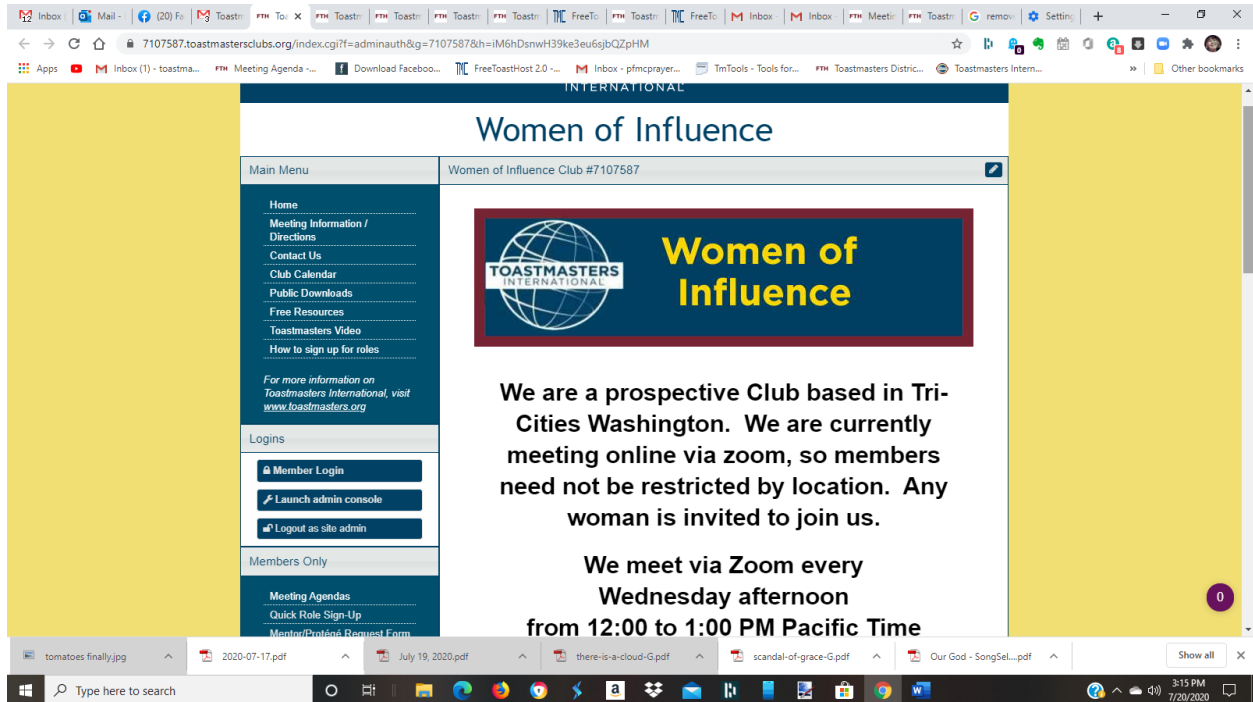 Inbox
Mail -
(20) Fa
Toastm
Toa
Toastm
Toastm
Toastm
Toastm
FreeTo
Toastm
FreeTo
Inbox -
Inbox -
Meetin
Toastm
remov
Setting
7107587.toastmastersclubs.org/index.cgi?f=adminauth&g=7107587&h=iM6hDsnwH39ke3eu6sjbQZpHM
Apps
Inbox (1) - toastma...
FTH Meeting Agenda -...
Download Faceboo...
FreeToastHost 2.0 -...
Inbox - pfmcprayer...
TmTools - Tools for...
FTH Toastmasters Distric...
Toastmasters Intern...
»
Other bookmarks
INTERNATIONAL
Women of Influence
Main Menu
Women of Influence Club #7107587
Home
Meeting Information /
Directions
Contact Us
Club Calendar
Public Downloads
Free Resources
Toastmasters Video
How to sign up for roles
For more information on
Toastmasters International, visit
www.toastmasters.org
Logins
Member Login
Launch admin console
Logout as site admin
Members Only
Meeting Agendas
Quick Role Sign-Up
Mentor/Protégé Request Form
TOASTMASTERS
INTERNATIONAL
Women of
Influence
We are a prospective Club based in Tri-
Cities Washington. We are currently
meeting online via zoom, so members
need not be restricted by location. Any
woman is invited to join us.
We meet via Zoom every
Wednesday afternoon
from 12:00 to 1:00 PM Pacific Time
0
tomatoes finally.jpg
2020-07-17.pdf
July 19, 2020.pdf
there-is-a-cloud-G.pdf
scandal-of-grace-G.pdf
Our God - SongSel....pdf
Show all
Type here to search
3:15 PM
7/20/2020